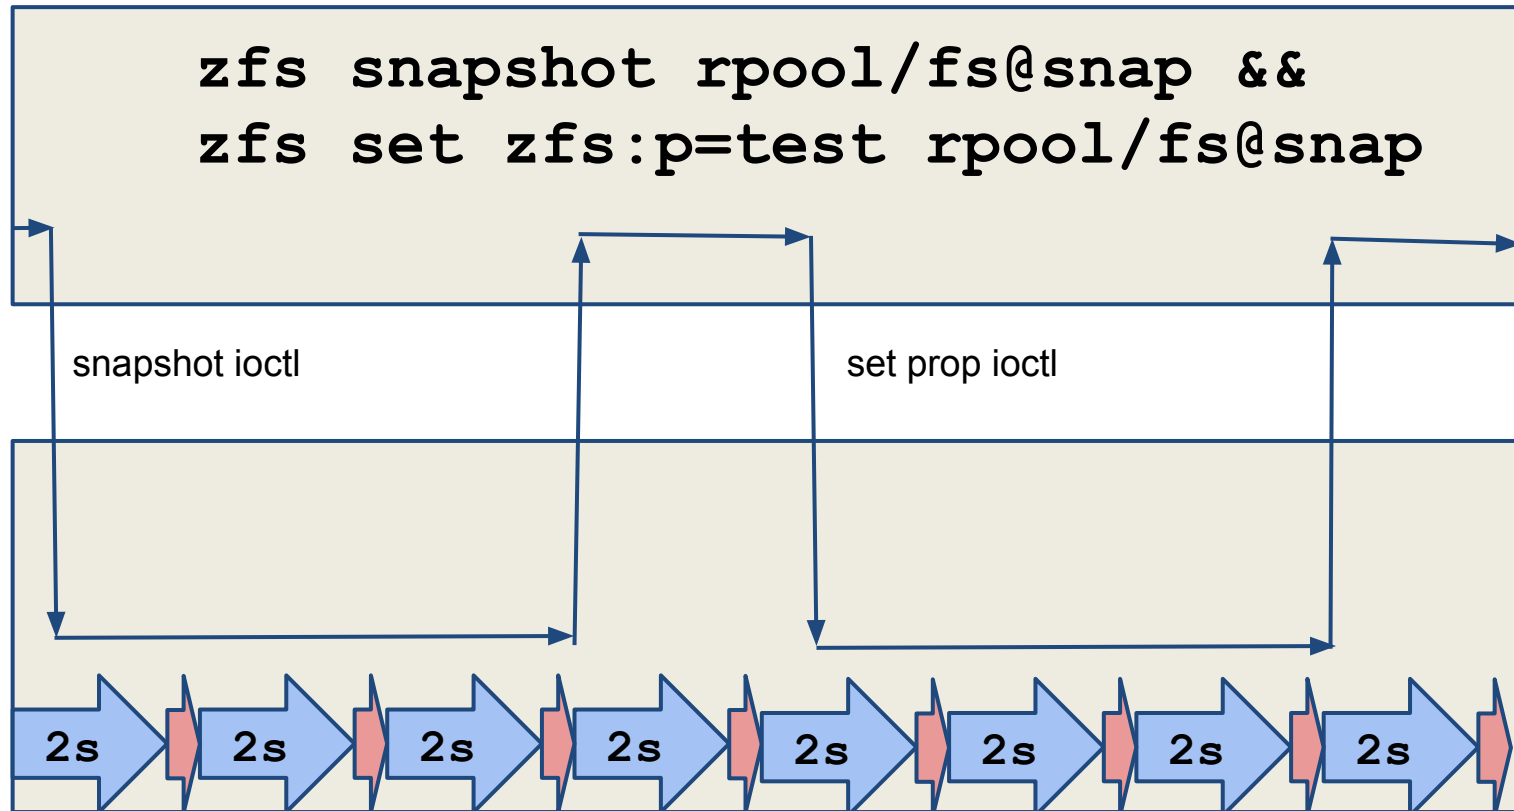 zfs snapshot rpool/fs@snap &&
zfs set zfs:p=test rpool/fs@snap
snapshot ioctl
set prop ioctl
2s
2s
2s
2s
2s
2s
2s
2s